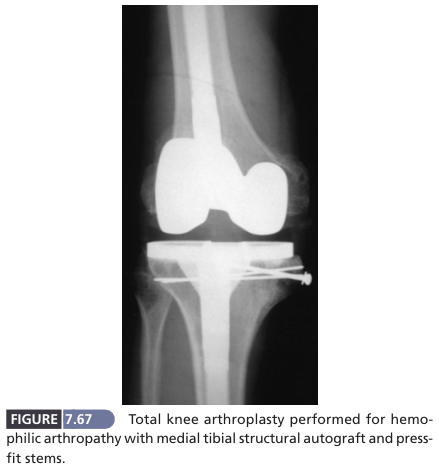 FIGURE 7.67 Total knee arthroplasty performed for hemo-
philic arthropathy with medial tibial structural autograft and press-
fit stems.